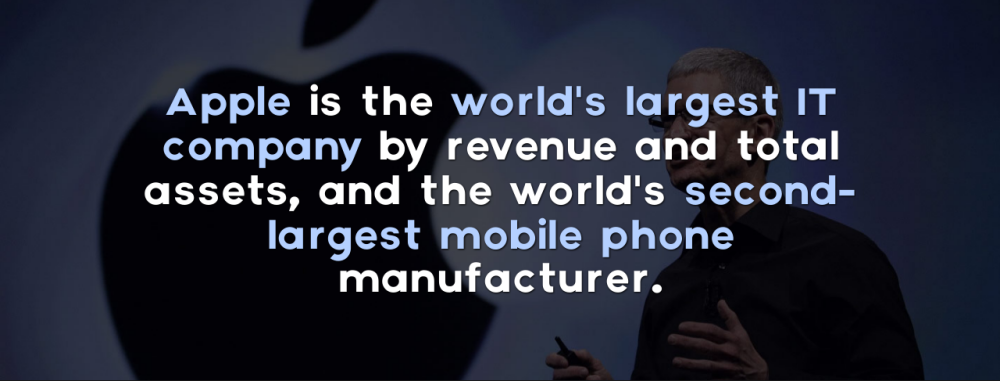 Apple is the world's largest IT
company by revenue and total
assets, and the world's second-
largest mobile phone
manufacturer.